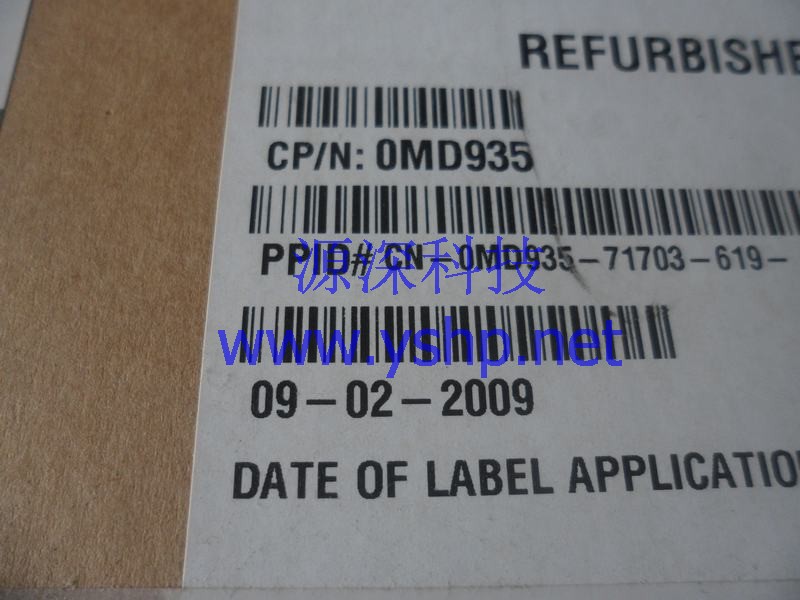 REFURBISHE
CP/N: 0MD935
PPID# CN-0MD935-71703-619-
源深科技
www.yshp.net
09-02-2009
DATE OF LABEL APPLICATIO